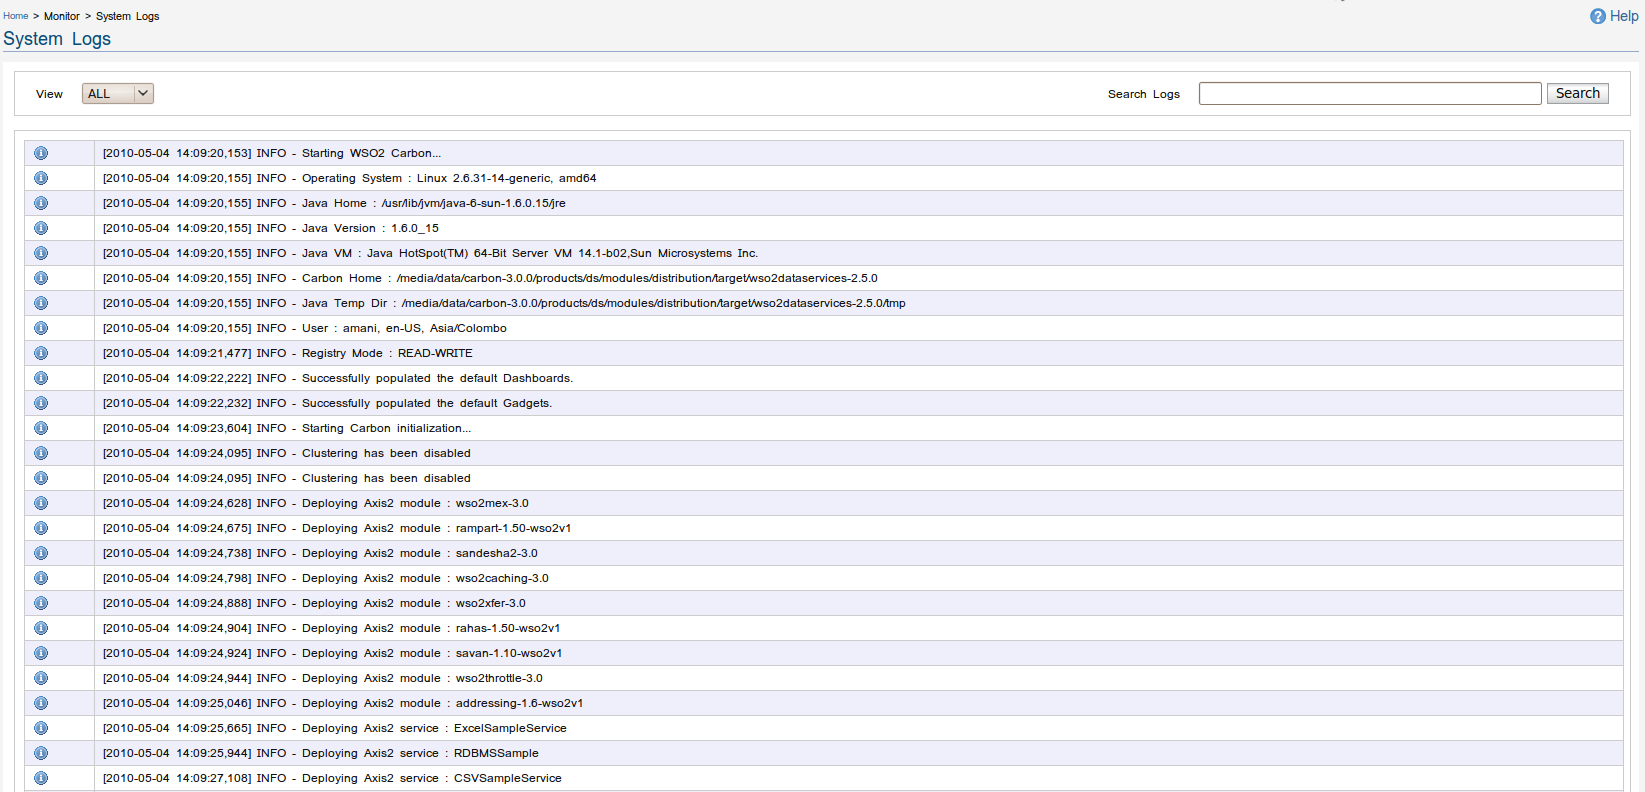 Home > Monitor > System Logs
Help
System Logs
View ALL Search Logs Search
[2010-05-04 14:09:20,153] INFO - Starting WSO2 Carbon...
[2010-05-04 14:09:20,155] INFO - Operating System : Linux 2.6.31-14-generic, amd64
[2010-05-04 14:09:20,155] INFO - Java Home : /usr/lib/jvm/java-6-sun-1.6.0.15/jre
[2010-05-04 14:09:20,155] INFO - Java Version : 1.6.0_15
[2010-05-04 14:09:20,155] INFO - Java VM : Java HotSpot(TM) 64-Bit Server VM 14.1-b02,Sun Microsystems Inc.
[2010-05-04 14:09:20,155] INFO - Carbon Home : /media/data/carbon-3.0.0/products/ds/modules/distribution/target/wso2dataservices-2.5.0
[2010-05-04 14:09:20,155] INFO - Java Temp Dir : /media/data/carbon-3.0.0/products/ds/modules/distribution/target/wso2dataservices-2.5.0/tmp
[2010-05-04 14:09:20,155] INFO - User : amani, en-US, Asia/Colombo
[2010-05-04 14:09:21,477] INFO - Registry Mode : READ-WRITE
[2010-05-04 14:09:22,222] INFO - Successfully populated the default Dashboards.
[2010-05-04 14:09:22,232] INFO - Successfully populated the default Gadgets.
[2010-05-04 14:09:23,604] INFO - Starting Carbon initialization...
[2010-05-04 14:09:24,095] INFO - Clustering has been disabled
[2010-05-04 14:09:24,095] INFO - Clustering has been disabled
[2010-05-04 14:09:24,628] INFO - Deploying Axis2 module : wso2mex-3.0
[2010-05-04 14:09:24,675] INFO - Deploying Axis2 module : rampart-1.50-wso2v1
[2010-05-04 14:09:24,738] INFO - Deploying Axis2 module : sandesha2-3.0
[2010-05-04 14:09:24,798] INFO - Deploying Axis2 module : wso2caching-3.0
[2010-05-04 14:09:24,888] INFO - Deploying Axis2 module : wso2xfer-3.0
[2010-05-04 14:09:24,904] INFO - Deploying Axis2 module : rahas-1.50-wso2v1
[2010-05-04 14:09:24,924] INFO - Deploying Axis2 module : savan-1.10-wso2v1
[2010-05-04 14:09:24,944] INFO - Deploying Axis2 module : wso2throttle-3.0
[2010-05-04 14:09:25,046] INFO - Deploying Axis2 module : addressing-1.6-wso2v1
[2010-05-04 14:09:25,665] INFO - Deploying Axis2 service : ExcelSampleService
[2010-05-04 14:09:25,944] INFO - Deploying Axis2 service : RDBMSSample
[2010-05-04 14:09:27,108] INFO - Deploying Axis2 service : CSVSampleService